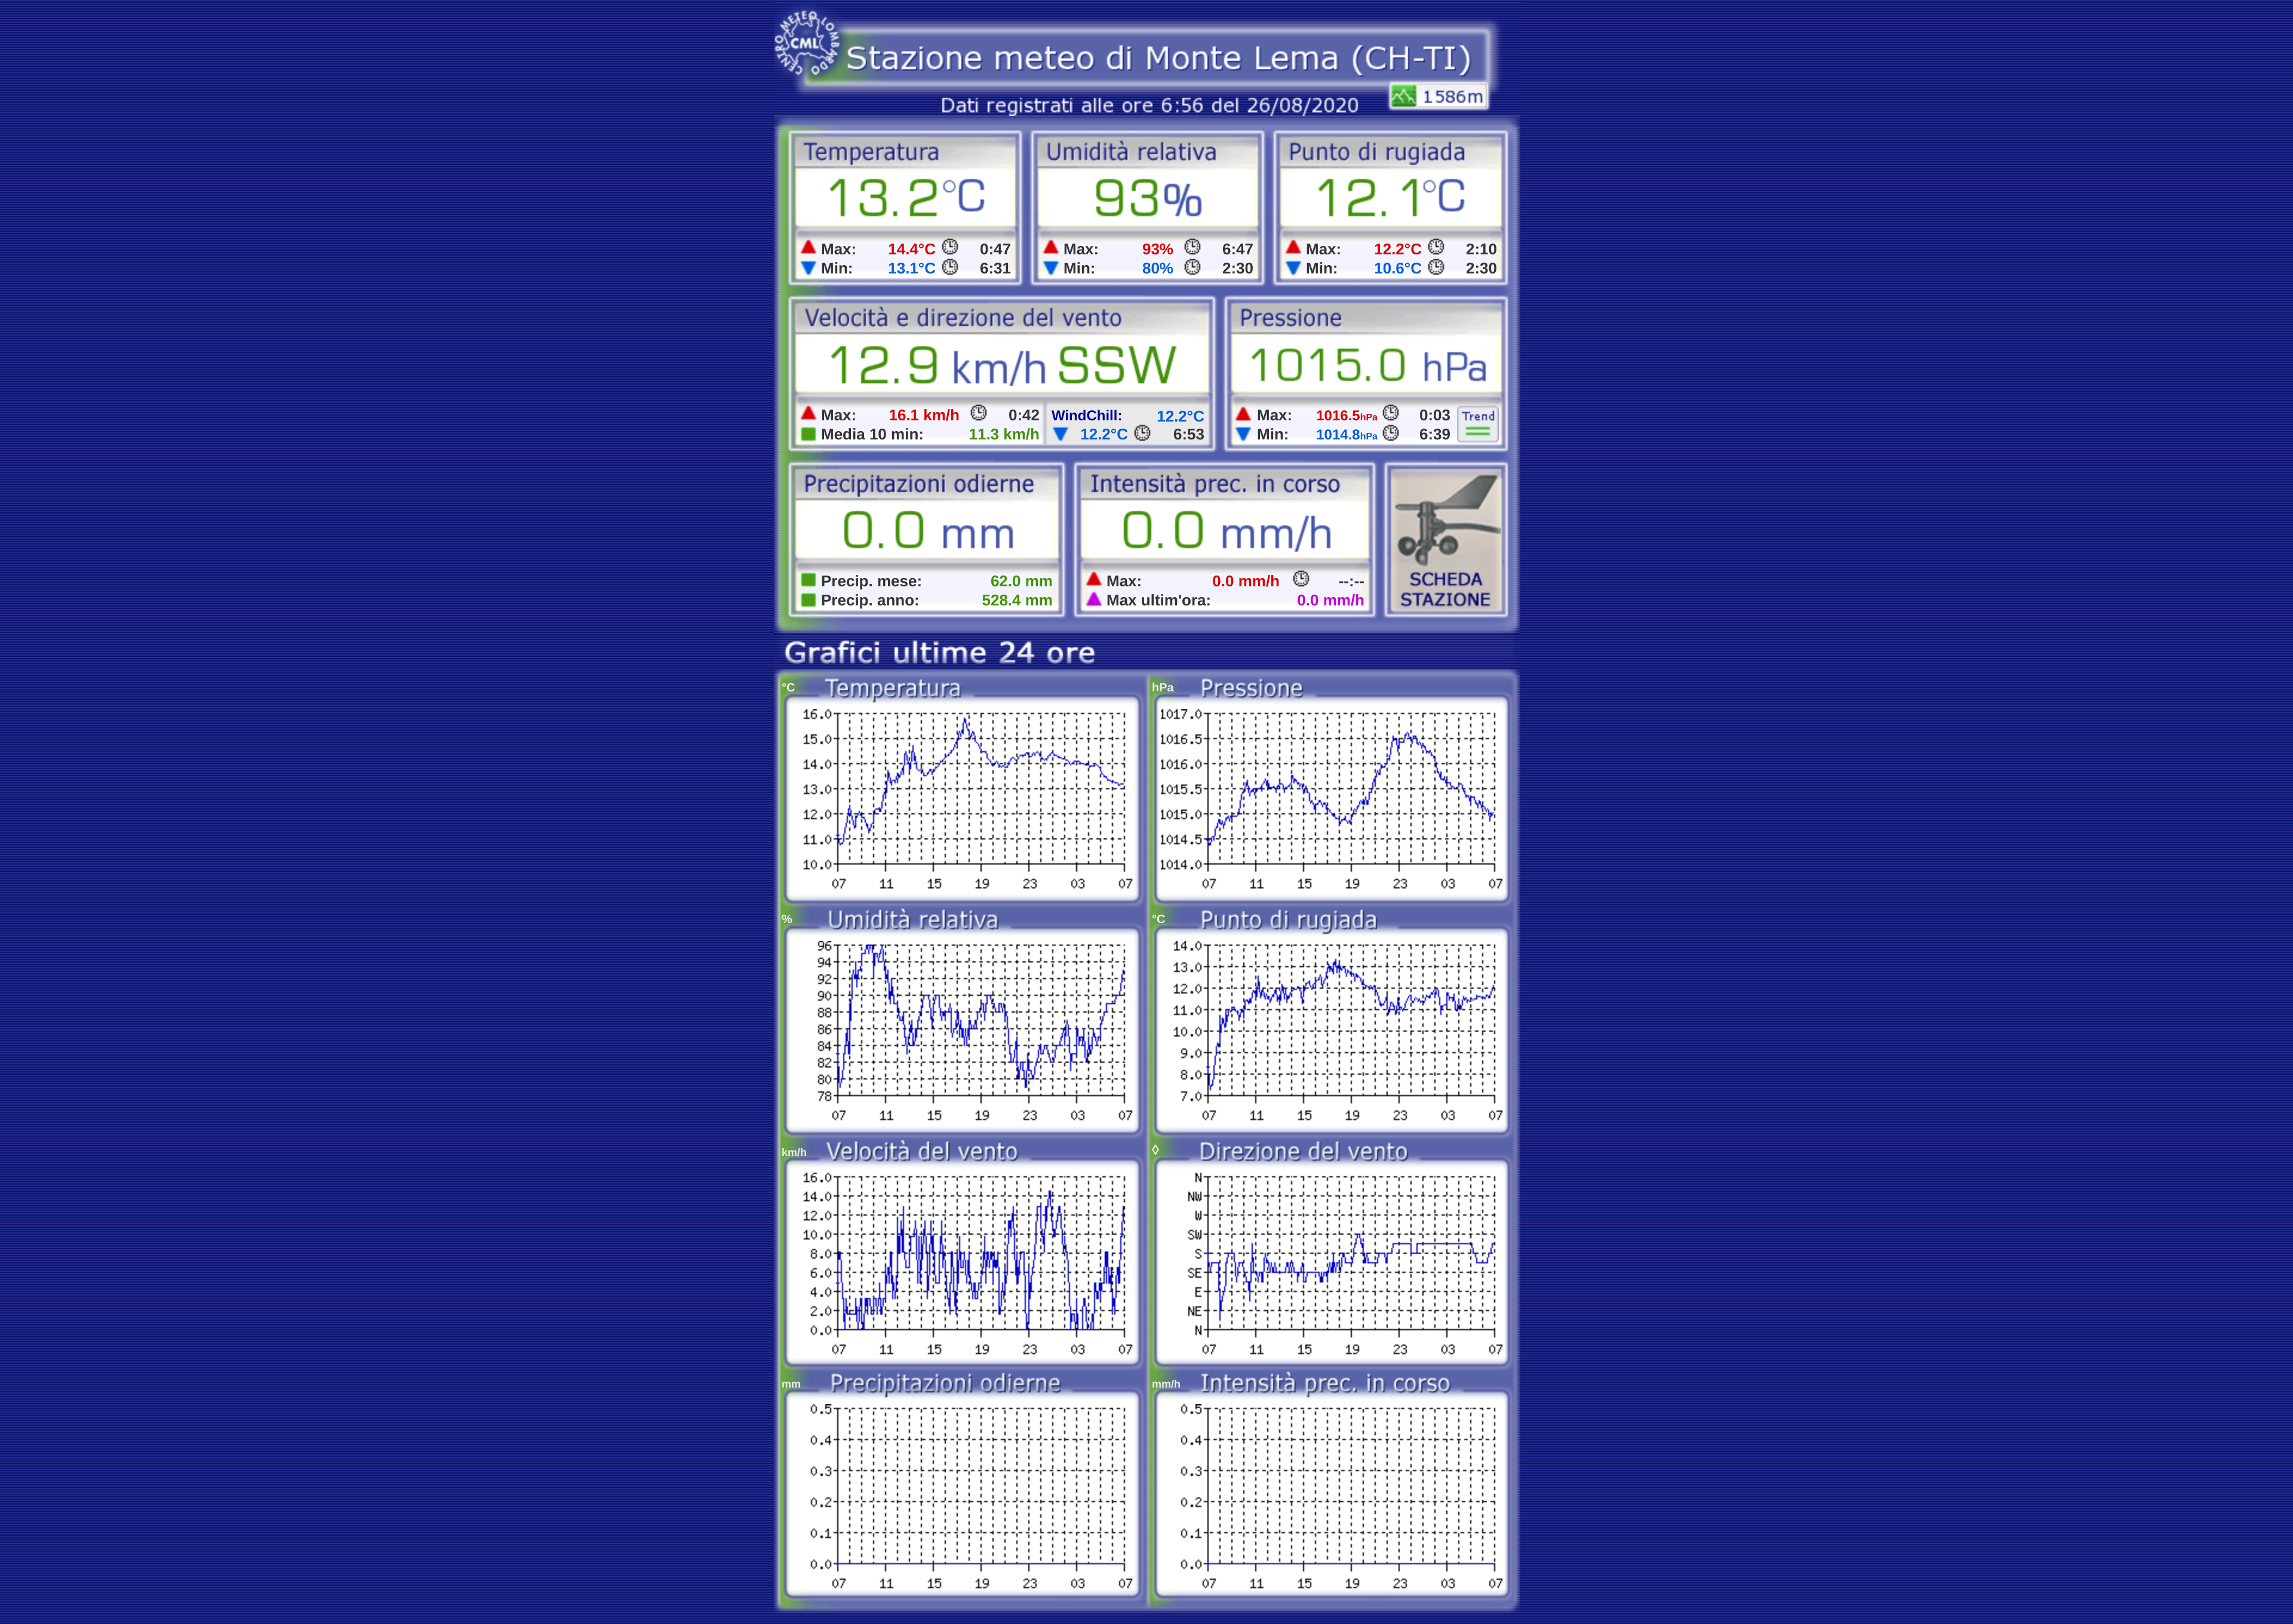 CENTRO METEO LOMBARDO
CML
Stazione meteo di Monte Lema (CH-TI)
1586m
Dati registrati alle ore 6:56 del 26/08/2020
Temperatura
13.2°C
Max: 14.4°C 0:47
Min: 13.1°C 6:31
Umidità relativa
93%
Max: 93% 6:47
Min: 80% 2:30
Punto di rugiada
12.1°C
Max: 12.2°C 2:10
Min: 10.6°C 2:30
Velocità e direzione del vento
12.9 km/h SSW
Max: 16.1 km/h 0:42
Media 10 min: 11.3 km/h
WindChill: 12.2°C
12.2°C 6:53
Pressione
1015.0 hPa
Max: 1016.5hPa 0:03
Min: 1014.8hPa 6:39
Trend
Precipitazioni odierne
0.0 mm
Precip. mese: 62.0 mm
Precip. anno: 528.4 mm
Intensità prec. in corso
0.0 mm/h
Max: 0.0 mm/h --:--
Max ultim'ora: 0.0 mm/h
SCHEDA
STAZIONE
Grafici ultime 24 ore
°C Temperatura
16.0
15.0
14.0
13.0
12.0
11.0
10.0
07 11 15 19 23 03 07
hPa Pressione
1017.0
1016.5
1016.0
1015.5
1015.0
1014.5
1014.0
07 11 15 19 23 03 07
% Umidità relativa
96
94
92
90
88
86
84
82
80
78
07 11 15 19 23 03 07
°C Punto di rugiada
14.0
13.0
12.0
11.0
10.0
9.0
8.0
7.0
07 11 15 19 23 03 07
km/h Velocità del vento
16.0
14.0
12.0
10.0
8.0
6.0
4.0
2.0
0.0
07 11 15 19 23 03 07
◊ Direzione del vento
N
NW
W
SW
S
SE
E
NE
N
07 11 15 19 23 03 07
mm Precipitazioni odierne
0.5
0.4
0.3
0.2
0.1
0.0
07 11 15 19 23 03 07
mm/h Intensità prec. in corso
0.5
0.4
0.3
0.2
0.1
0.0
07 11 15 19 23 03 07